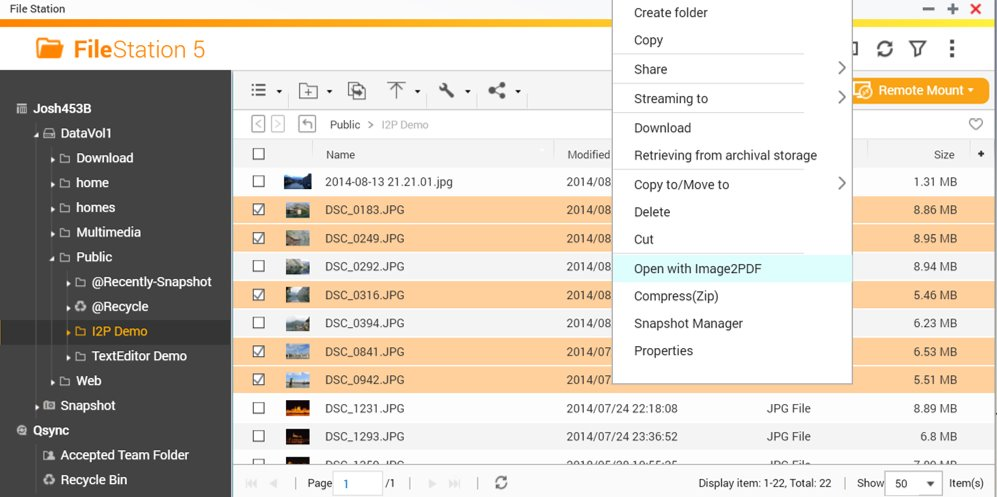 File Station
FileStation 5
Create folder
Copy
Share
Streaming to
Download
Retrieving from archival storage
Copy to/Move to
Delete
Cut
Open with Image2PDF
Compress(Zip)
Snapshot Manager
Properties
Remote Mount
Josh453B
DataVol1
Download
home
homes
Multimedia
Public
@Recently-Snapshot
@Recycle
I2P Demo
TextEditor Demo
Web
Snapshot
Qsync
Accepted Team Folder
Recycle Bin
Public > I2P Demo
Name Modified Size
2014-08-13 21.21.01.jpg 2014/08 1.31 MB
DSC_0183.JPG 2014/08 8.86 MB
DSC_0249.JPG 2014/08 8.95 MB
DSC_0292.JPG 2014/08 8.94 MB
DSC_0316.JPG 2014/08 5.46 MB
DSC_0394.JPG 2014/08 6.23 MB
DSC_0841.JPG 2014/07 6.53 MB
DSC_0942.JPG 2014/07 5.51 MB
DSC_1231.JPG 2014/07/24 22:18:08 JPG File 8.89 MB
DSC_1293.JPG 2014/07/24 23:36:52 JPG File 6.8 MB
Page 1 /1 Display item: 1-22, Total: 22 Show 50 Item(s)